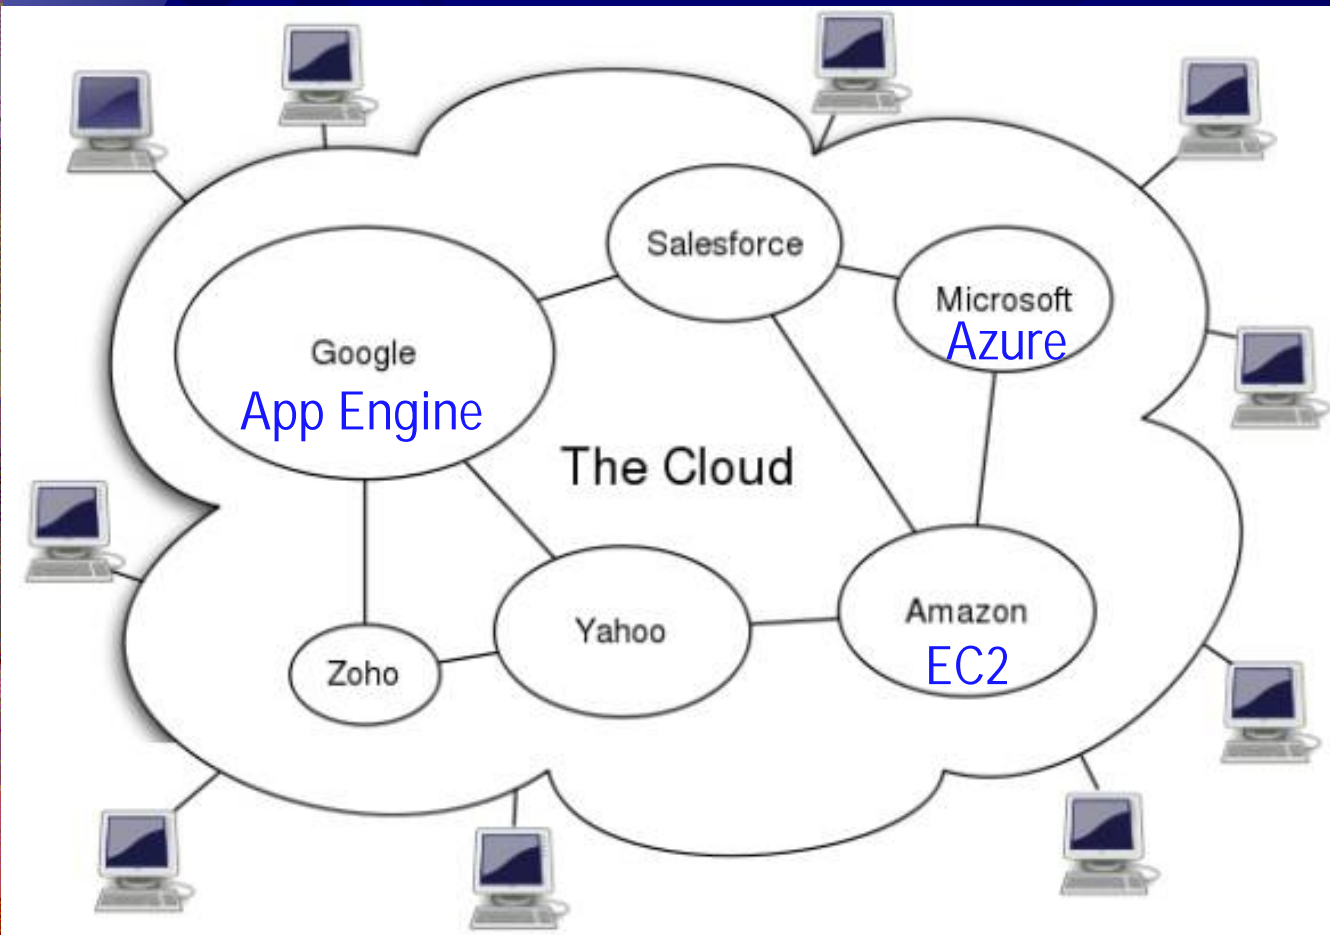 Salesforce
Microsoft
Azure
Google
App Engine
The Cloud
Amazon
EC2
Yahoo
Zoho